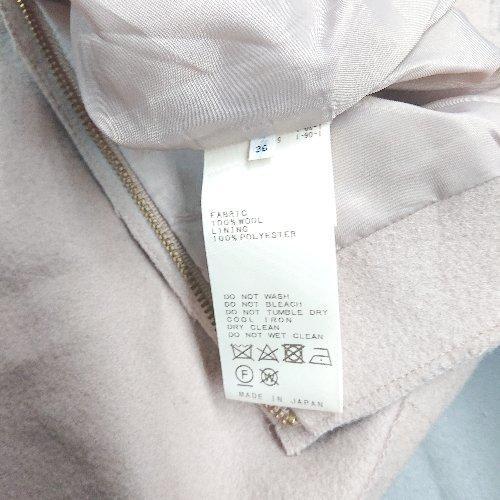 36 S
FABRIC
100%WOOL
LINING
100%POLYESTER
DO NOT WASH
DO NOT BLEACH
DO NOT TUMBLE DRY
COOL IRON
DRY CLEAN
DO NOT WET CLEAN
F W
MADE IN JAPAN